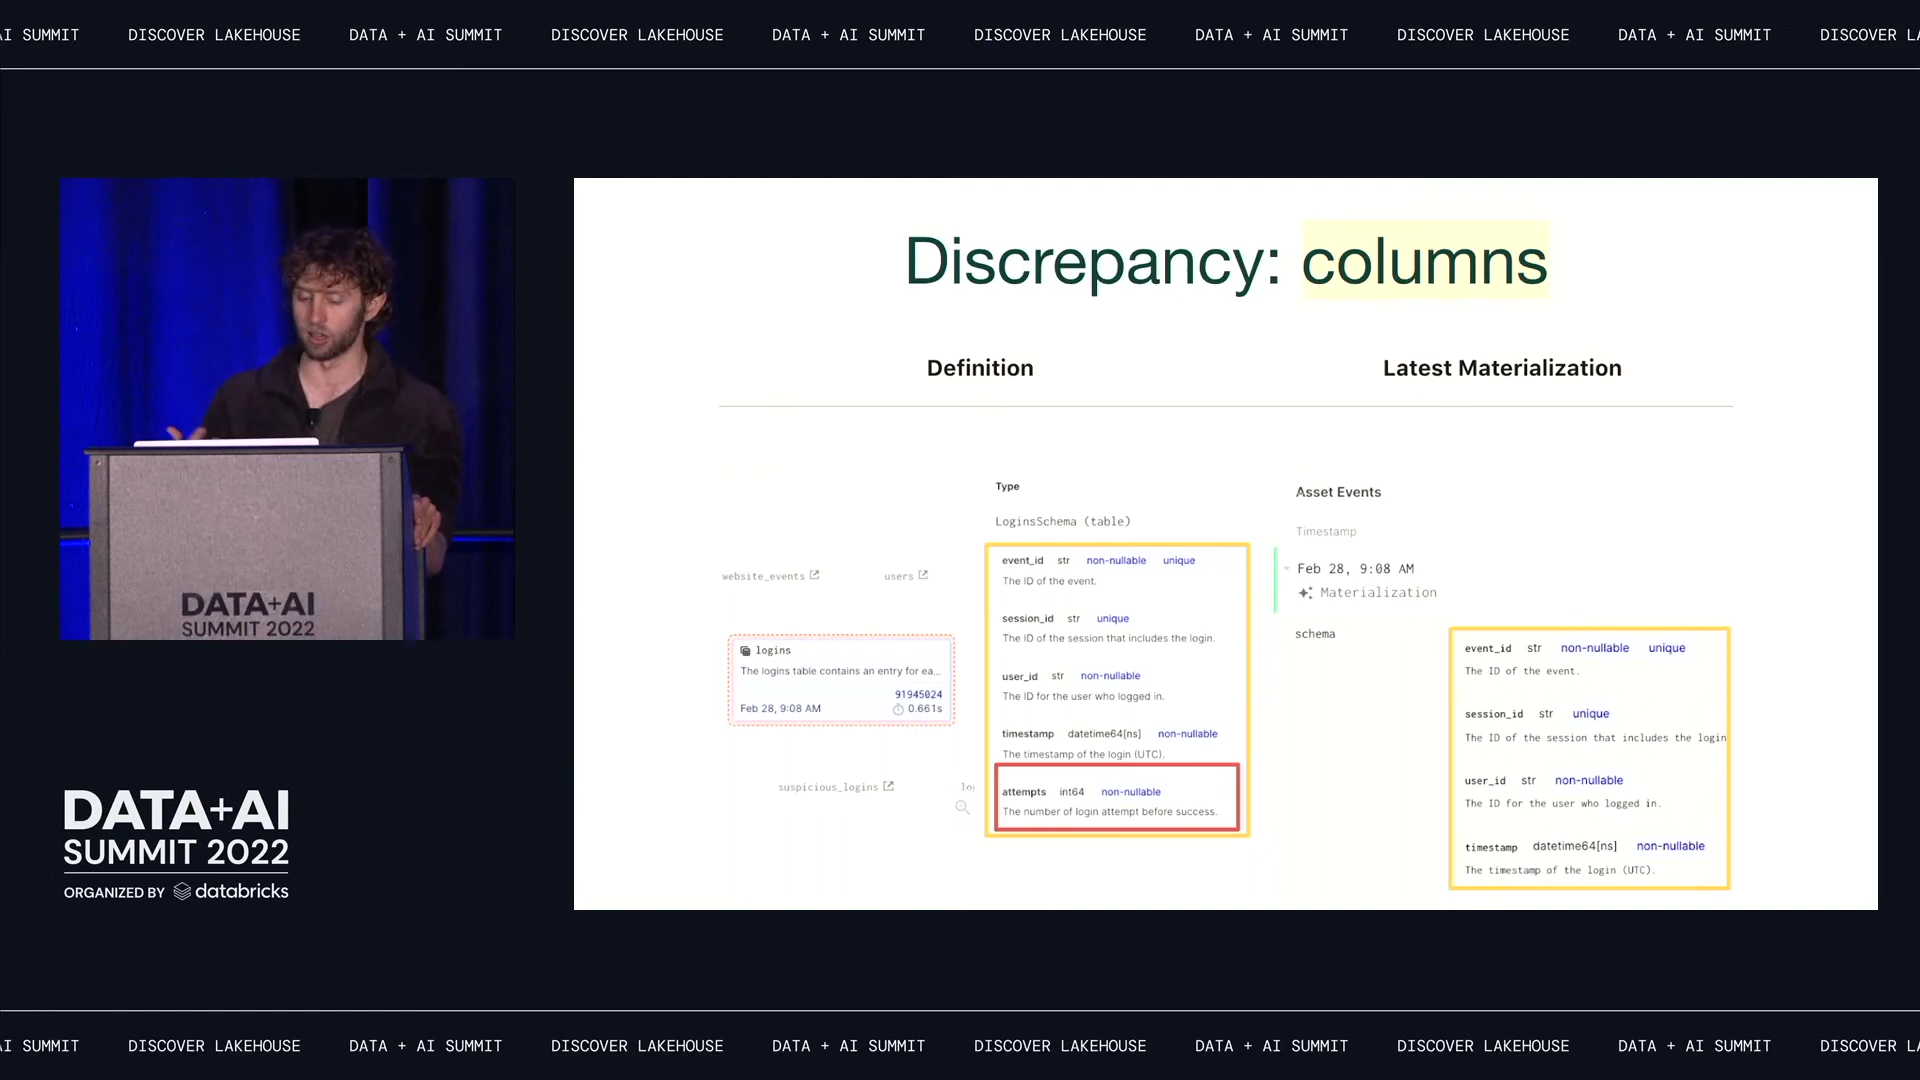 AI SUMMIT DISCOVER LAKEHOUSE DATA + AI SUMMIT DISCOVER LAKEHOUSE DATA + AI SUMMIT DISCOVER LAKEHOUSE DATA + AI SUMMIT DISCOVER LAKEHOUSE DATA + AI SUMMIT DISCOVER LA
DATA+AI
SUMMIT 2022
DATA+AI
SUMMIT 2022
ORGANIZED BY databricks
Discrepancy: columns
Definition
Latest Materialization
website_events
users
logins
The logins table contains an entry for ea...
91945024
Feb 28, 9:08 AM 0.661s
suspicious_logins
Type
LoginsSchema (table)
event_id str non-nullable unique
The ID of the event.
session_id str unique
The ID of the session that includes the login.
user_id str non-nullable
The ID for the user who logged in.
timestamp datetime64[ns] non-nullable
The timestamp of the login (UTC).
attempts int64 non-nullable
The number of login attempt before success.
Asset Events
Timestamp
Feb 28, 9:08 AM
Materialization
schema
event_id str non-nullable unique
The ID of the event.
session_id str unique
The ID of the session that includes the login
user_id str non-nullable
The ID for the user who logged in.
timestamp datetime64[ns] non-nullable
The timestamp of the login (UTC).
AI SUMMIT DISCOVER LAKEHOUSE DATA + AI SUMMIT DISCOVER LAKEHOUSE DATA + AI SUMMIT DISCOVER LAKEHOUSE DATA + AI SUMMIT DISCOVER LAKEHOUSE DATA + AI SUMMIT DISCOVER LA